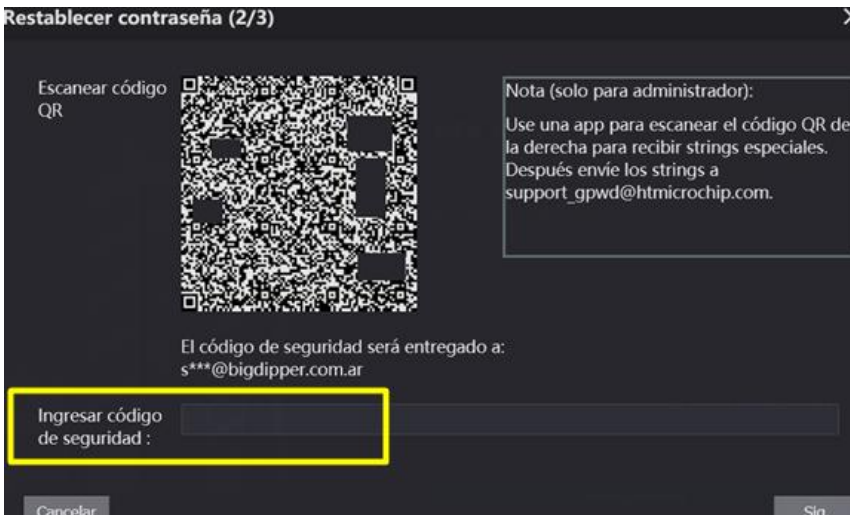 Restablecer contraseña (2/3)
Escanear código
QR
Nota (solo para administrador):
Use una app para escanear el código QR de
la derecha para recibir strings especiales.
Después envíe los strings a
support_gpwd@htmicrochip.com.
El código de seguridad será entregado a:
s***@bigdipper.com.ar
Ingresar código
de seguridad :
Cancelar
Sig